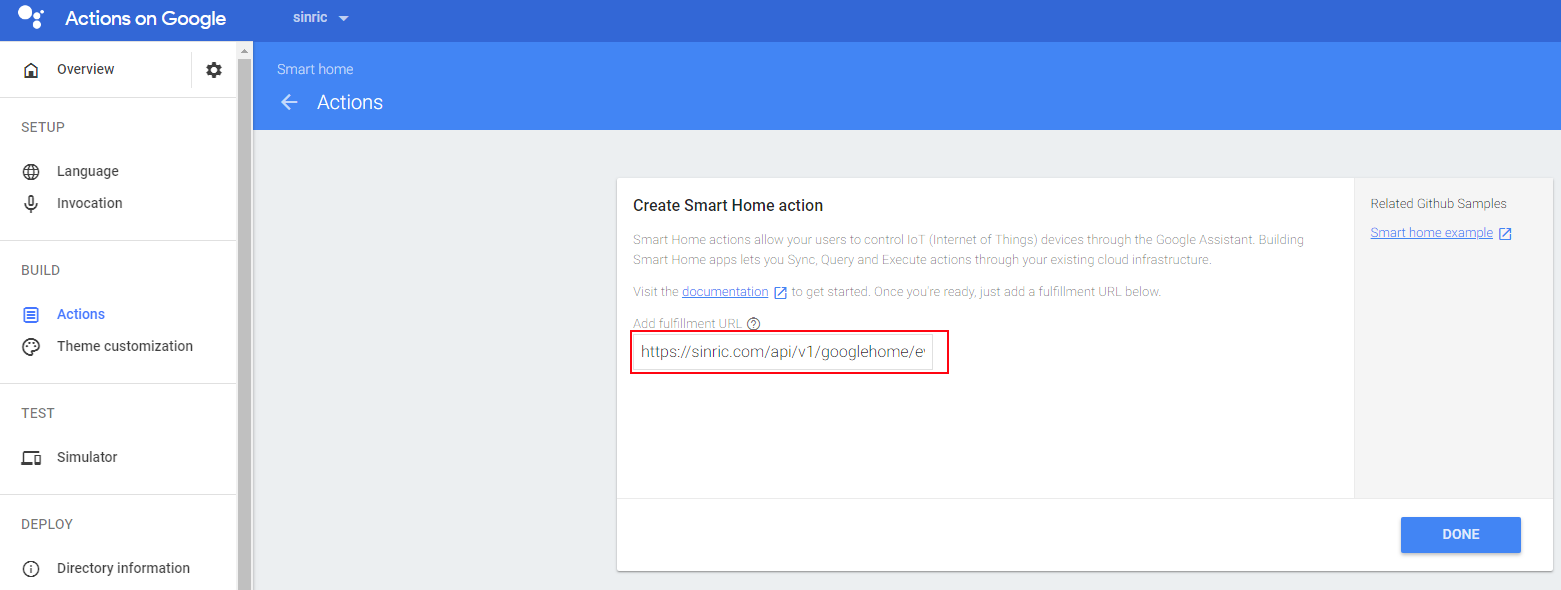 Actions on Google
sinric
Overview
SETUP
Language
Invocation
BUILD
Actions
Theme customization
TEST
Simulator
DEPLOY
Directory information
Smart home
Actions
Create Smart Home action
Smart Home actions allow your users to control IoT (Internet of Things) devices through the Google Assistant. Building
Smart Home apps lets you Sync, Query and Execute actions through your existing cloud infrastructure.
Visit the documentation to get started. Once you're ready, just add a fulfillment URL below.
Add fulfillment URL
https://sinric.com/api/v1/googlehome/e
DONE
Related Github Samples
Smart home example